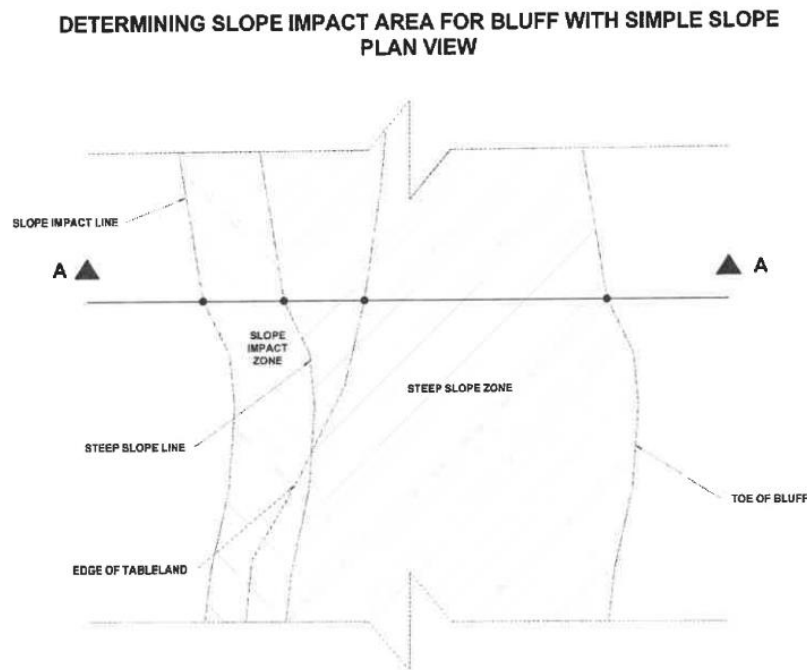 DETERMINING SLOPE IMPACT AREA FOR BLUFF WITH SIMPLE SLOPE
PLAN VIEW
SLOPE IMPACT LINE
A
A
SLOPE
IMPACT
ZONE
STEEP SLOPE ZONE
STEEP SLOPE LINE
TOE OF BLUFF
EDGE OF TABLELAND